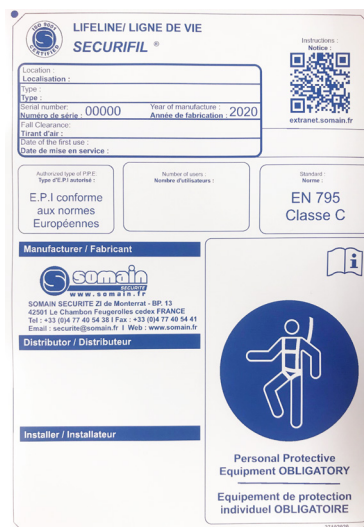 ISO 9001
CERTIFIED
LIFELINE/ LIGNE DE VIE
SECURIFIL ®
Instructions :
Notice :
extranet.somain.fr
Location :
Localisation :
Type :
Type :
Serial number:
Numéro de série : 00000
Year of manufacture :
Année de fabrication : 2020
Fall Clearance:
Tirant d'air :
Date of the first use :
Date de mise en service :
Authorized type of P.P.E:
Type d'E.P.I autorisé :
E.P.I conforme
aux normes
Européennes
Number of users :
Nombre d'utilisateurs :
Standard :
Norme :
EN 795
Classe C
Manufacturer / Fabricant
somain
SECURITE
www.somain.fr
SOMAIN SECURITE ZI de Monterrat - BP. 13
42501 Le Chambon Feugerolles cedex FRANCE
Tel : +33 (0)4 77 40 54 38 I Fax : +33 (0)4 77 40 54 41
Email : securite@somain.fr I Web : www.somain.fr
Distributor / Distributeur
Installer / Installateur
i
Personal Protective
Equipment OBLIGATORY
Equipement de protection
individuel OBLIGATOIRE